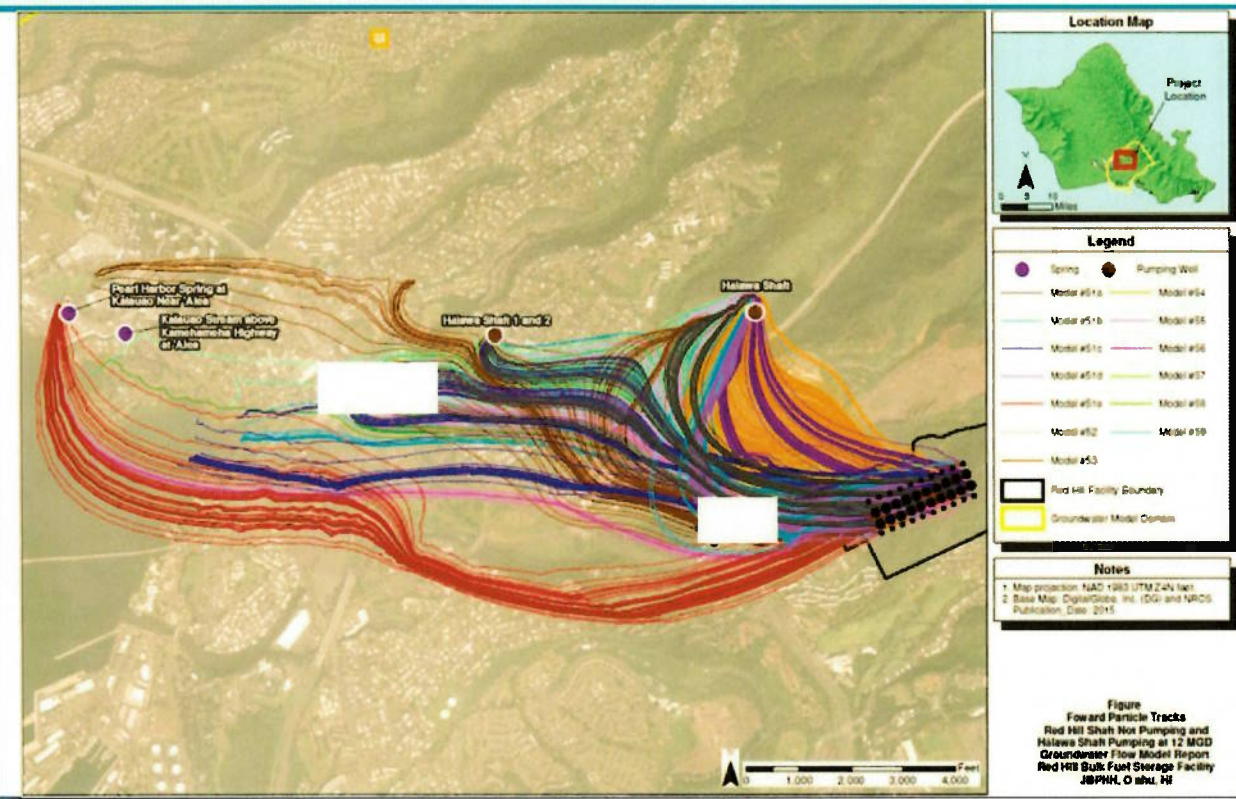 Pearl Harbor Spring at
Kalauao Near 'Aiea
Kalauao Stream above
Kamehameha Highway
at 'Aiea
Halawa Shaft 1 and 2
Halawa Shaft
N
Feet
0 1,000 2,000 3,000 4,000
Location Map
Project
Location
N
0 5 10
Miles
Legend
Spring Pumping Well
Model #51a Model #54
Model #51b Model #55
Model #51c Model #56
Model #51d Model #57
Model #51e Model #58
Model #52 Model #59
Model #53
Red Hill Facility Boundary
Groundwater Model Domain
Notes
1. Map projection: NAD 1983 UTM Z4N feet
2. Base Map: DigitalGlobe, Inc. (DG) and NRCS
Publication_Date: 2015
Figure
Foward Particle Tracks
Red Hill Shaft Not Pumping and
Halawa Shaft Pumping at 12 MGD
Groundwater Flow Model Report
Red Hill Bulk Fuel Storage Facility
JBPHH, O'ahu, HI